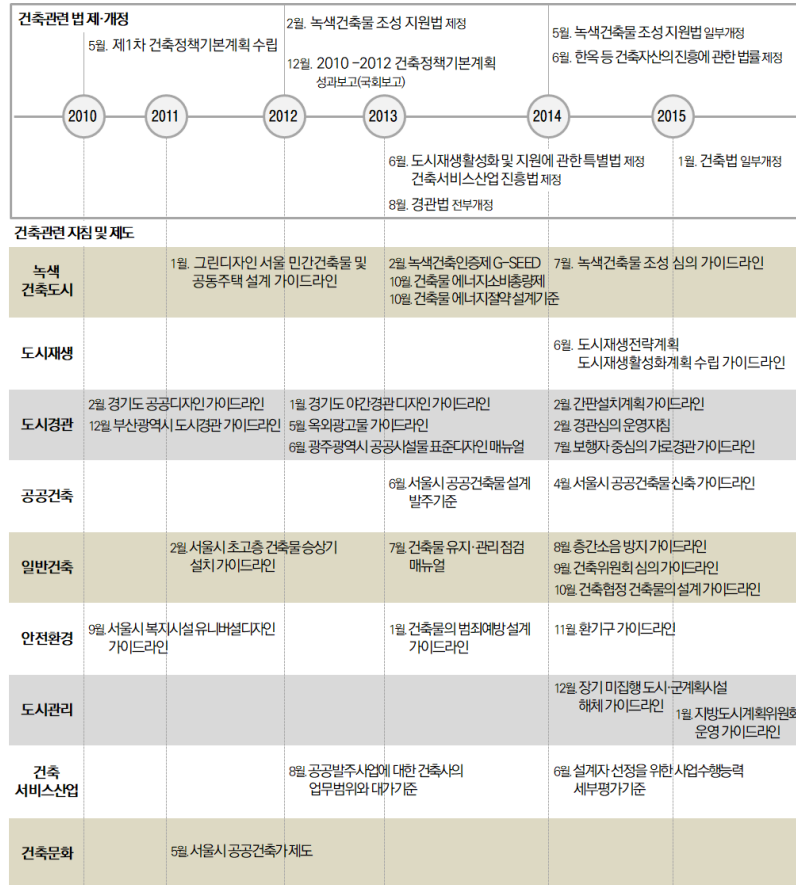 건축관련 법 제·개정
5월. 제1차 건축정책기본계획 수립
2월. 녹색건축물 조성 지원법 제정
12월. 2010 -2012 건축정책기본계획
성과보고(국회보고)
5월. 녹색건축물 조성 지원법 일부개정
6월. 한옥 등 건축자산의 진흥에 관한 법률 제정
2010 2011 2012 2013 2014 2015
6월. 도시재생활성화 및 지원에 관한 특별법 제정
건축서비스산업 진흥법 제정
8월. 경관법 전부개정
1월. 건축법 일부개정
건축관련 지침 및 제도
녹색
건축도시
1월. 그린디자인 서울 민간건축물 및
공동주택 설계 가이드라인
2월. 녹색건축인증제 G-SEED
10월. 건축물 에너지소비총량제
10월. 건축물 에너지절약 설계기준
7월. 녹색건축물 조성 심의 가이드라인
도시재생
6월. 도시재생전략계획
도시재생활성화계획 수립 가이드라인
도시경관
2월. 경기도 공공디자인 가이드라인
12월. 부산광역시 도시경관 가이드라인
1월. 경기도 야간경관 디자인 가이드라인
5월. 옥외광고물 가이드라인
6월. 광주광역시 공공시설물 표준디자인 매뉴얼
2월. 간판설치계획 가이드라인
2월. 경관심의 운영지침
7월. 보행자 중심의 가로경관 가이드라인
공공건축
6월. 서울시 공공건축물 설계
발주기준
4월. 서울시 공공건축물 신축 가이드라인
일반건축
2월. 서울시 초고층 건축물 승상기
설치 가이드라인
7월. 건축물 유지·관리 점검
매뉴얼
8월. 층간소음 방지 가이드라인
9월. 건축위원회 심의 가이드라인
10월. 건축협정 건축물의 설계 가이드라인
안전환경
9월. 서울시 복지시설 유니버셜디자인
가이드라인
1월. 건축물의 범죄예방 설계
가이드라인
11월. 환기구 가이드라인
도시관리
12월. 장기 미집행 도시·군계획시설
해체 가이드라인
1월. 지방도시계획위원회
운영 가이드라인
건축
서비스산업
8월. 공공발주사업에 대한 건축사의
업무범위와 대가기준
6월. 설계자 선정을 위한 사업수행능력
세부평가기준
건축문화
5월. 서울시 공공건축가 제도